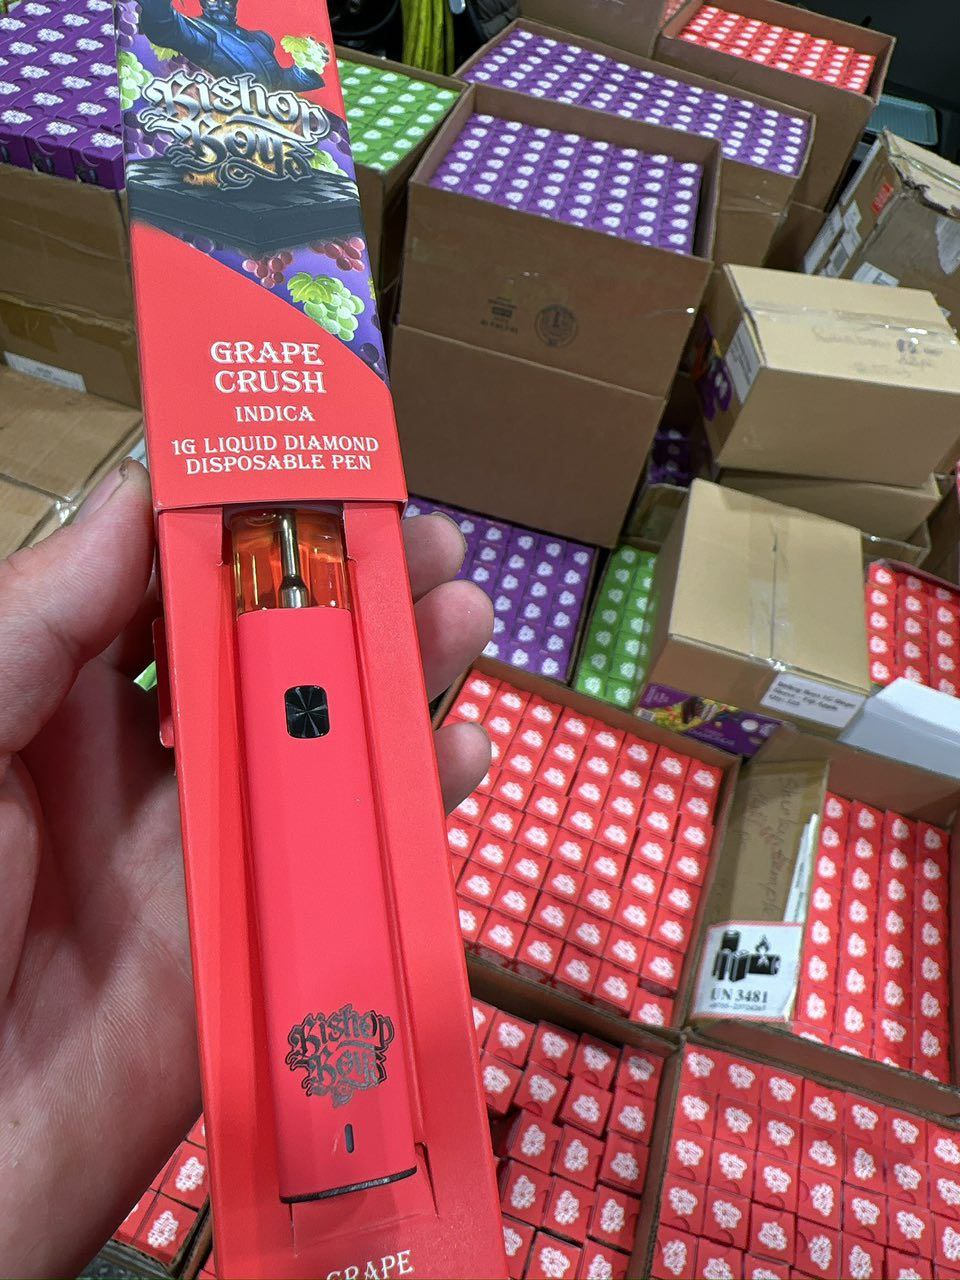 Bishop
Boyz
GRAPE
CRUSH
INDICA
1G LIQUID DIAMOND
DISPOSABLE PEN
Bishop
Boyz
GRAPE
UN 3481